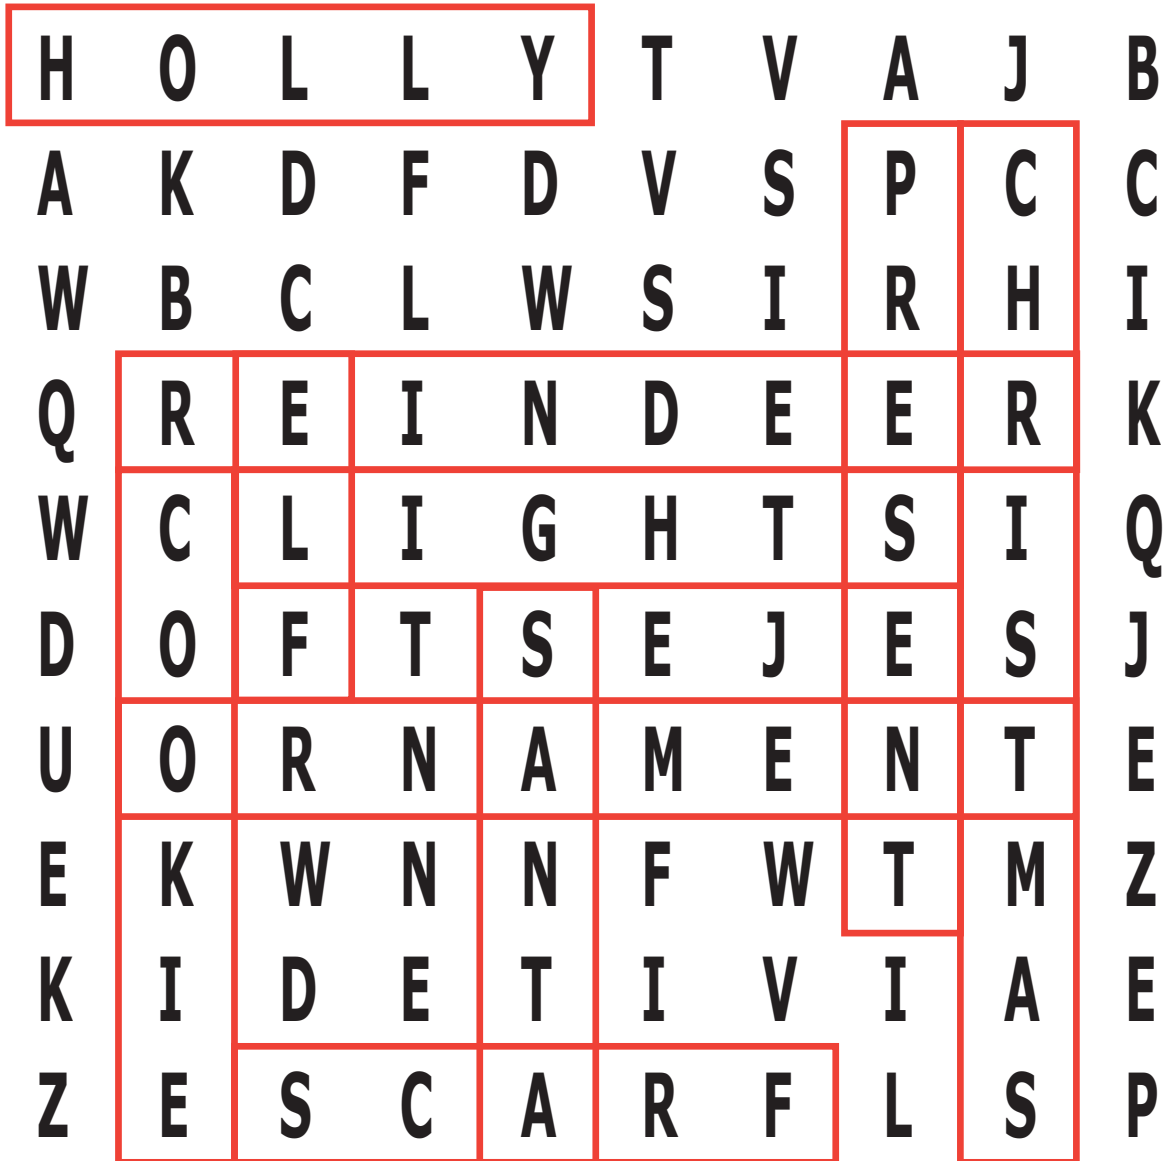 H O L L Y T V A J B
A K D F D V S P C C
W B C L W S I R H I
Q R E I N D E E R K
W C L I G H T S I Q
D O F T S E J E S J
U O R N A M E N T E
E K W N N F W T M Z
K I D E T I V I A E
Z E S C A R F L S P